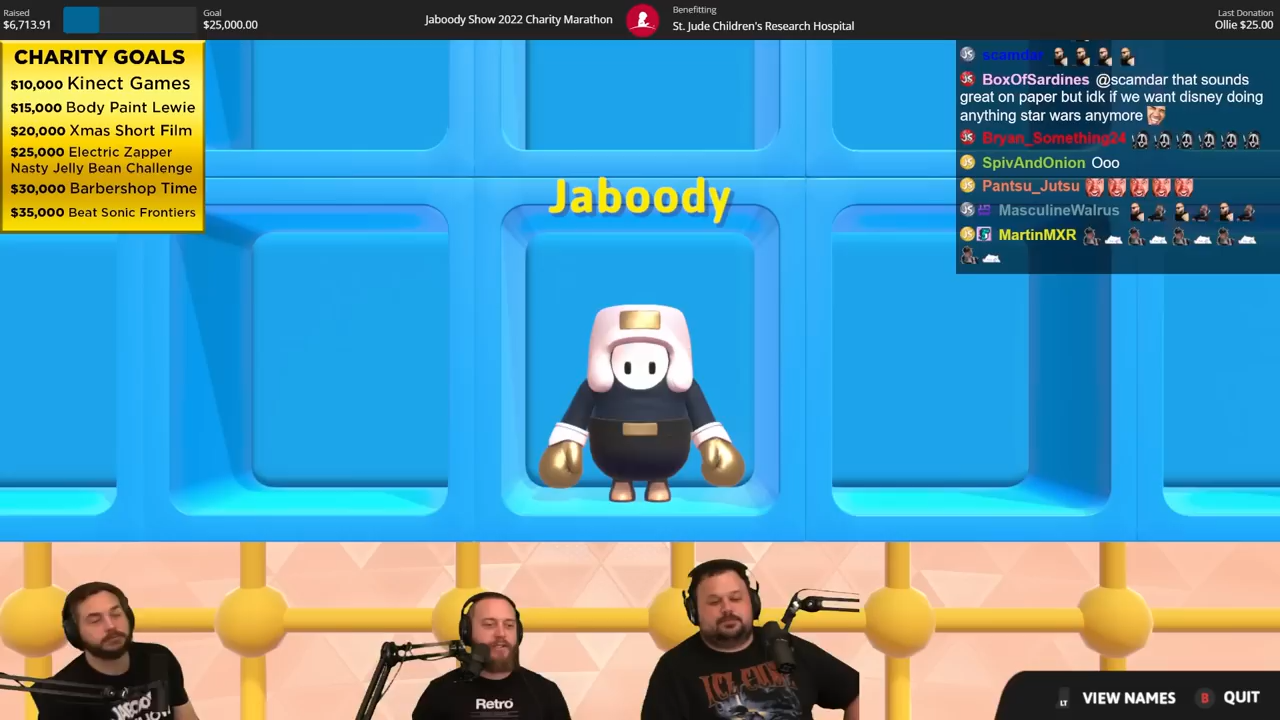 Raised
$6,713.91
Goal
$25,000.00
Jaboody Show 2022 Charity Marathon
Benefitting
St. Jude Children's Research Hospital
Last Donation
Ollie $25.00
CHARITY GOALS
$10,000 Kinect Games
$15,000 Body Paint Lewie
$20,000 Xmas Short Film
$25,000 Electric Zapper
Nasty Jelly Bean Challenge
$30,000 Barbershop Time
$35,000 Beat Sonic Frontiers
scamdar
BoxOfSardines @scamdar that sounds
great on paper but idk if we want disney doing
anything star wars anymore
Bryan_Something24
SpivAndOnion Ooo
Pantsu_Jutsu
MasculineWalrus
MartinMXR
Jaboody
Retro
LT VIEW NAMES B QUIT